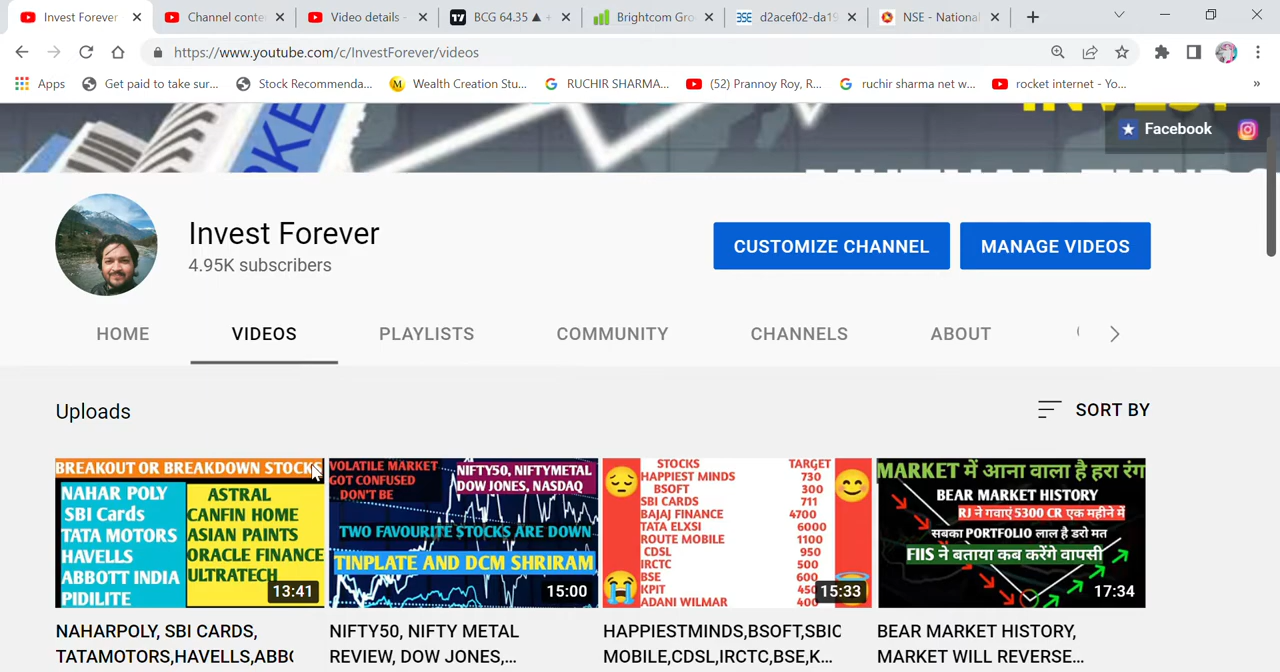 Invest Forever
Channel conte
Video details -
BCG 64.35 ▲ +
Brightcom Gro
d2acef02-da19
NSE - National
https://www.youtube.com/c/InvestForever/videos
Apps
Get paid to take sur...
Stock Recommenda...
Wealth Creation Stu...
RUCHIR SHARMA...
(52) Prannoy Roy, R...
ruchir sharma net w...
rocket internet - Yo...
»
INVEST
Facebook
Invest Forever
4.95K subscribers
CUSTOMIZE CHANNEL
MANAGE VIDEOS
HOME
VIDEOS
PLAYLISTS
COMMUNITY
CHANNELS
ABOUT
Uploads
SORT BY
BREAKOUT OR BREAKDOWN STOCKS
NAHAR POLY
SBI Cards
TATA MOTORS
HAVELLS
ABBOTT INDIA
PIDILITE
ASTRAL
CANFIN HOME
ASIAN PAINTS
ORACLE FINANCE
ULTRATECH
13:41
VOLATILE MARKET
GOT CONFUSED
DON'T BE
NIFTY50, NIFTYMETAL
DOW JONES, NASDAQ
TWO FAVOURITE STOCKS ARE DOWN
TINPLATE AND DCM SHRIRAM
15:00
STOCKS TARGET
HAPPIEST MINDS 730
BSOFT 300
SBI CARDS 711
BAJAJ FINANCE 4700
TATA ELXSI 6000
ROUTE MOBILE 1100
CDSL 950
IRCTC 500
BSE 600
KPIT 450
ADANI WILMAR 400
15:33
MARKET में आना वाला है हरा रंग
BEAR MARKET HISTORY
RJ ने गवाएं 5300 CR एक महीने में
सबका PORTFOLIO लाल है डरो मत
FIIS ने बताया कब करेंगे वापसी
17:34
NAHARPOLY, SBI CARDS,
TATAMOTORS,HAVELLS,ABB
NIFTY50, NIFTY METAL
REVIEW, DOW JONES,...
HAPPIESTMINDS,BSOFT,SBIC
MOBILE,CDSL,IRCTC,BSE,K...
BEAR MARKET HISTORY,
MARKET WILL REVERSE...